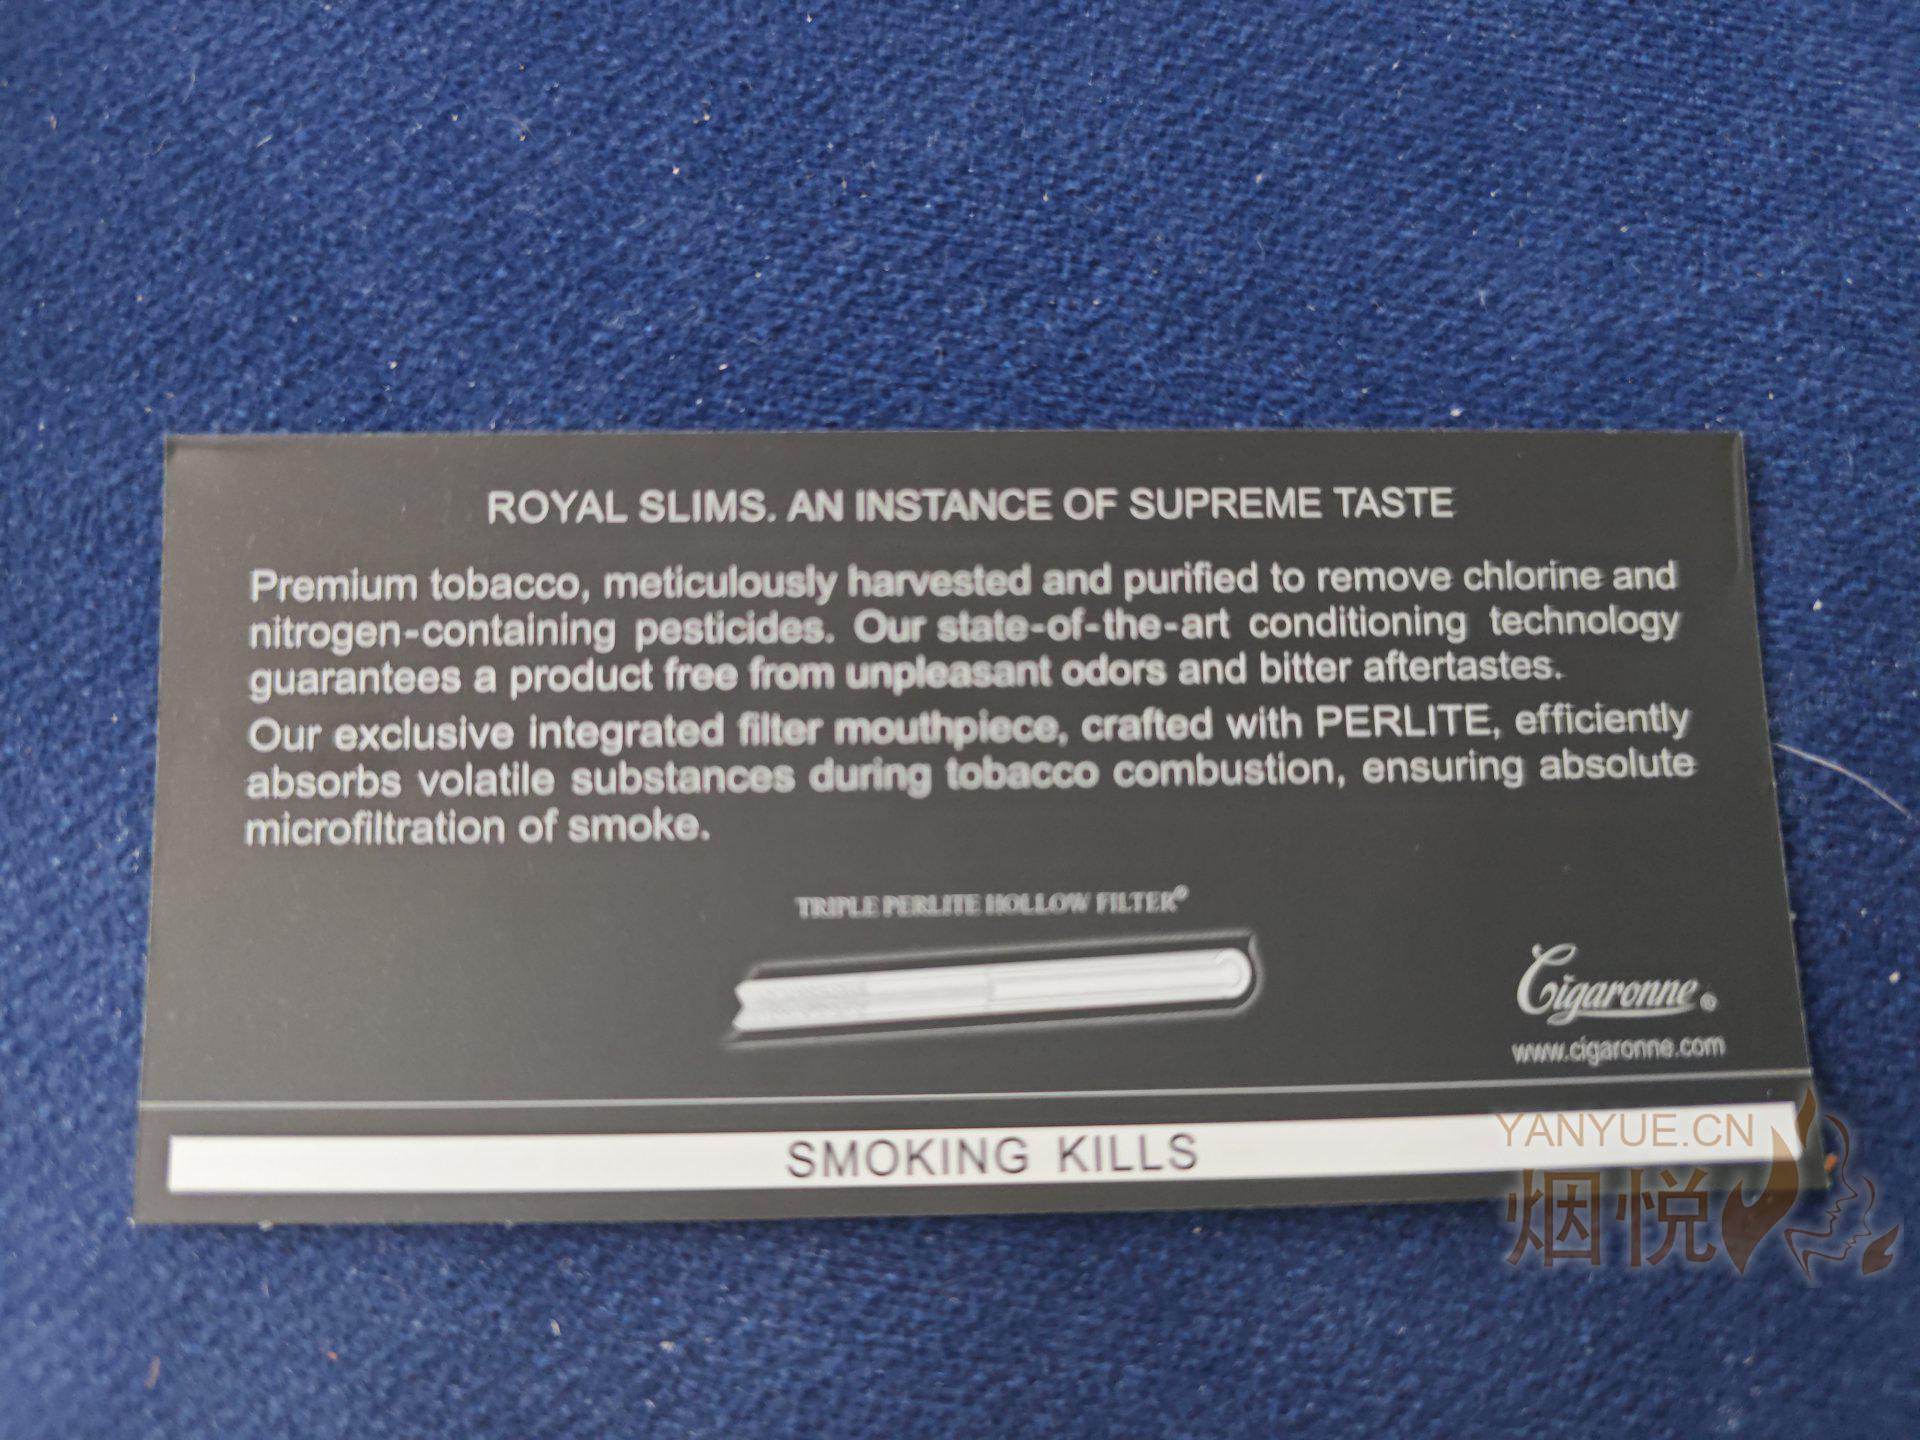 ROYAL SLIMS. AN INSTANCE OF SUPREME TASTE
Premium tobacco, meticulously harvested and purified to remove chlorine and
nitrogen-containing pesticides. Our state-of-the-art conditioning technology
guarantees a product free from unpleasant odors and bitter aftertastes.
Our exclusive integrated filter mouthpiece, crafted with PERLITE, efficiently
absorbs volatile substances during tobacco combustion, ensuring absolute
microfiltration of smoke.
TRIPLE PERLITE HOLLOW FILTER®
Cigaronne®
www.cigaronne.com
SMOKING KILLS
YANYUE.CN
烟悦